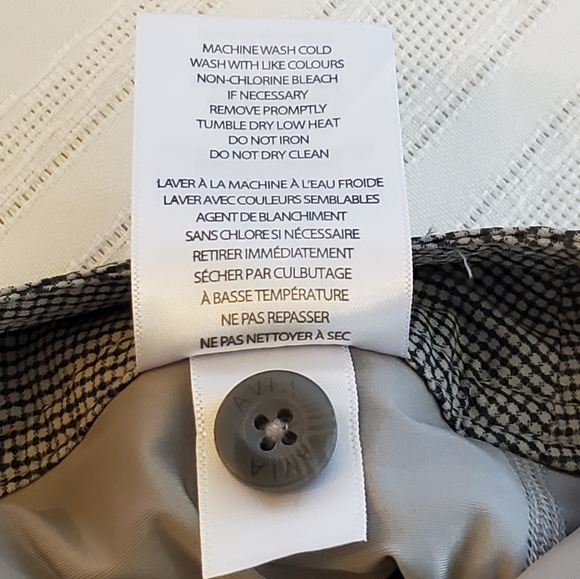 MACHINE WASH COLD
WASH WITH LIKE COLOURS
NON-CHLORINE BLEACH
IF NECESSARY
REMOVE PROMPTLY
TUMBLE DRY LOW HEAT
DO NOT IRON
DO NOT DRY CLEAN
LAVER À LA MACHINE À L'EAU FROIDE
LAVER AVEC COULEURS SEMBLABLES
AGENT DE BLANCHIMENT
SANS CHLORE SI NÉCESSAIRE
RETIRER IMMÉDIATEMENT
SÉCHER PAR CULBUTAGE
À BASSE TEMPÉRATURE
NE PAS REPASSER
NE PAS NETTOYER À SEC
AVIA
AVIA